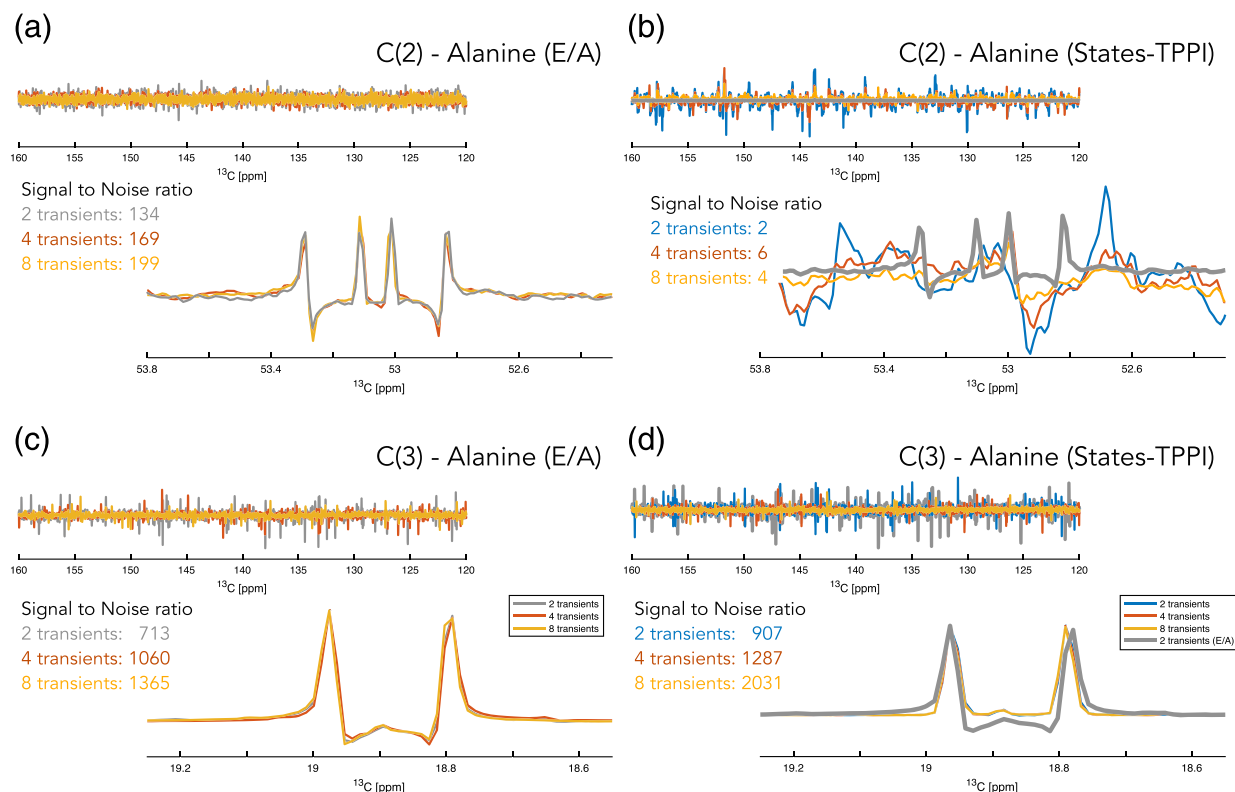 (a)
C(2) - Alanine (E/A)
160 155 150 145 140 135 130 125 120
13C [ppm]
Signal to Noise ratio
2 transients: 134
4 transients: 169
8 transients: 199
53.8 53.4 53 52.6
13C [ppm]
(b)
C(2) - Alanine (States-TPPI)
160 155 150 145 140 135 130 125 120
13C [ppm]
Signal to Noise ratio
2 transients: 2
4 transients: 6
8 transients: 4
53.8 53.4 53 52.6
13C [ppm]
(c)
C(3) - Alanine (E/A)
160 155 150 145 140 135 130 125 120
13C [ppm]
Signal to Noise ratio
2 transients: 713
4 transients: 1060
8 transients: 1365
2 transients
4 transients
8 transients
19.2 19 18.8 18.6
13C [ppm]
(d)
C(3) - Alanine (States-TPPI)
160 155 150 145 140 135 130 125 120
13C [ppm]
Signal to Noise ratio
2 transients: 907
4 transients: 1287
8 transients: 2031
2 transients
4 transients
8 transients
2 transients (E/A)
19.2 19 18.8 18.6
13C [ppm]